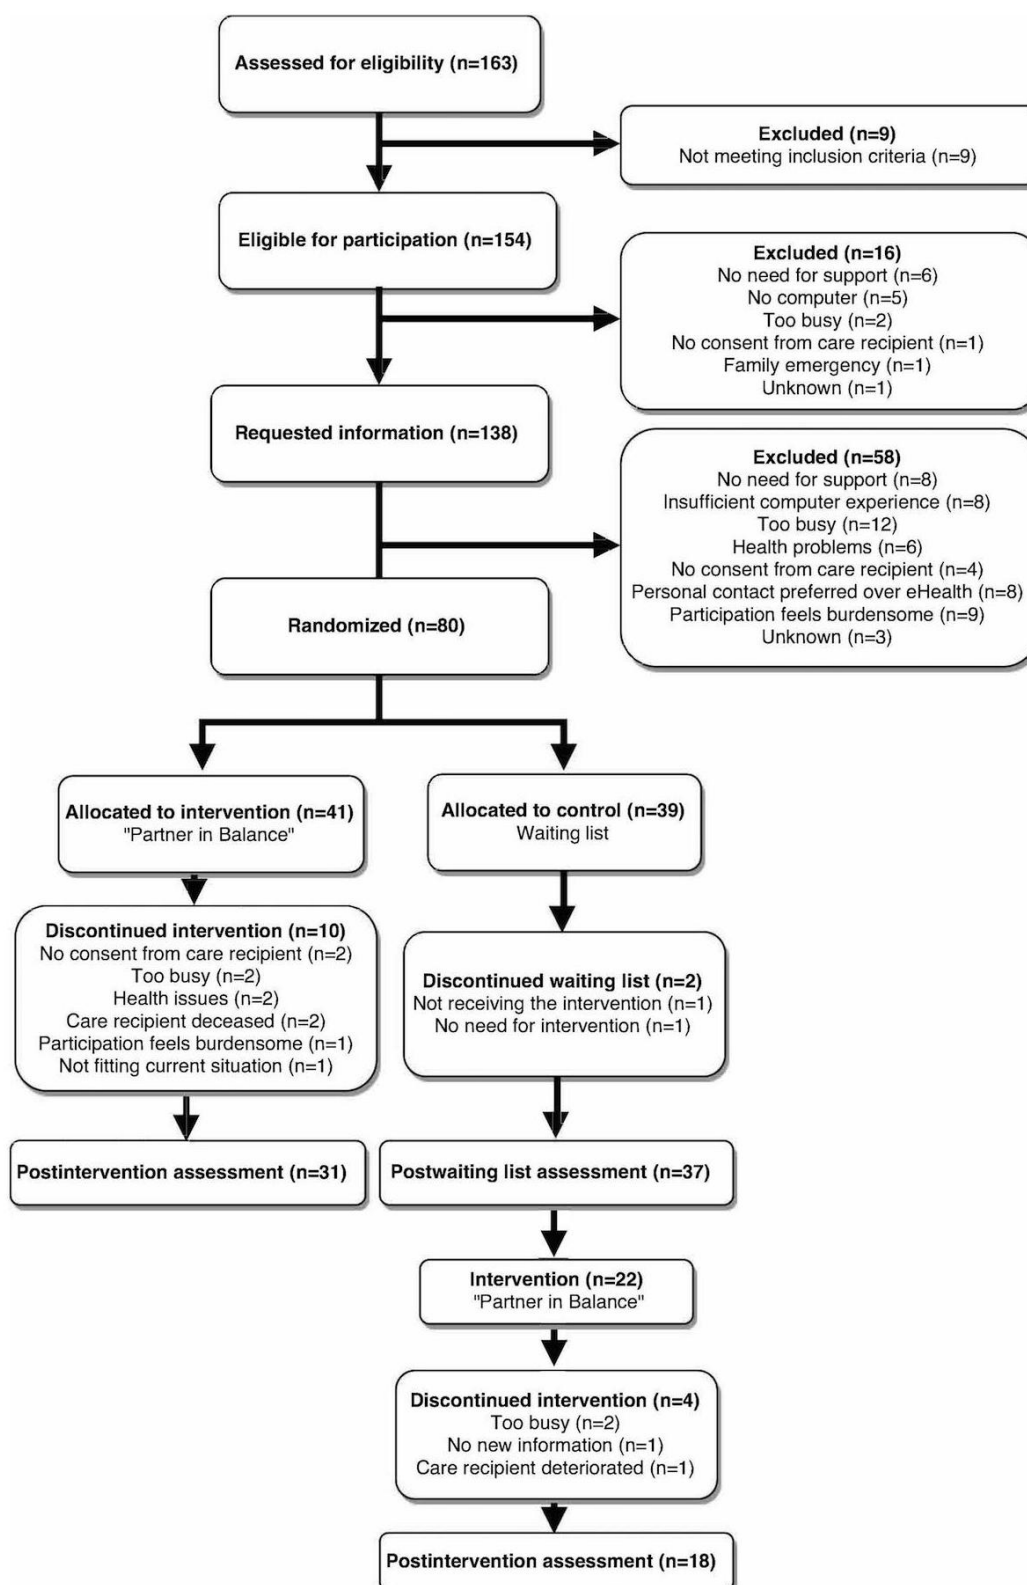 Assessed for eligibility (n=163)
Excluded (n=9)
Not meeting inclusion criteria (n=9)
Eligible for participation (n=154)
Excluded (n=16)
No need for support (n=6)
No computer (n=5)
Too busy (n=2)
No consent from care recipient (n=1)
Family emergency (n=1)
Unknown (n=1)
Requested information (n=138)
Excluded (n=58)
No need for support (n=8)
Insufficient computer experience (n=8)
Too busy (n=12)
Health problems (n=6)
No consent from care recipient (n=4)
Personal contact preferred over eHealth (n=8)
Participation feels burdensome (n=9)
Unknown (n=3)
Randomized (n=80)
Allocated to intervention (n=41)
"Partner in Balance"
Allocated to control (n=39)
Waiting list
Discontinued intervention (n=10)
No consent from care recipient (n=2)
Too busy (n=2)
Health issues (n=2)
Care recipient deceased (n=2)
Participation feels burdensome (n=1)
Not fitting current situation (n=1)
Discontinued waiting list (n=2)
Not receiving the intervention (n=1)
No need for intervention (n=1)
Postintervention assessment (n=31)
Postwaiting list assessment (n=37)
Intervention (n=22)
"Partner in Balance"
Discontinued intervention (n=4)
Too busy (n=2)
No new information (n=1)
Care recipient deteriorated (n=1)
Postintervention assessment (n=18)